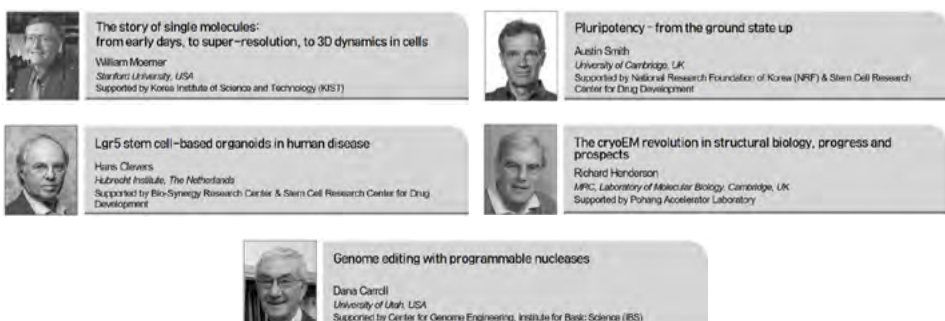 The story of single molecules:
from early days, to super-resolution, to 3D dynamics in cells
William Moerner
Stanford University, USA
Supported by Korea Institute of Science and Technology (KIST)
Pluripotency - from the ground state up
Austin Smith
University of Cambridge, UK
Supported by National Research Foundation of Korea (NRF) & Stem Cell Research
Center for Drug Development
Lgr5 stem cell-based organoids in human disease
Hans Clevers
Hubrecht Institute, The Netherlands
Supported by Bio-Synergy Research Center & Stem Cell Research Center for Drug
Development
The cryoEM revolution in structural biology, progress and
prospects
Richard Henderson
MRC, Laboratory of Molecular Biology, Cambridge, UK
Supported by Pohang Accelerator Laboratory
Genome editing with programmable nucleases
Dana Carroll
University of Utah, USA
Supported by Center for Genome Engineering, Institute for Basic Science (IBS)